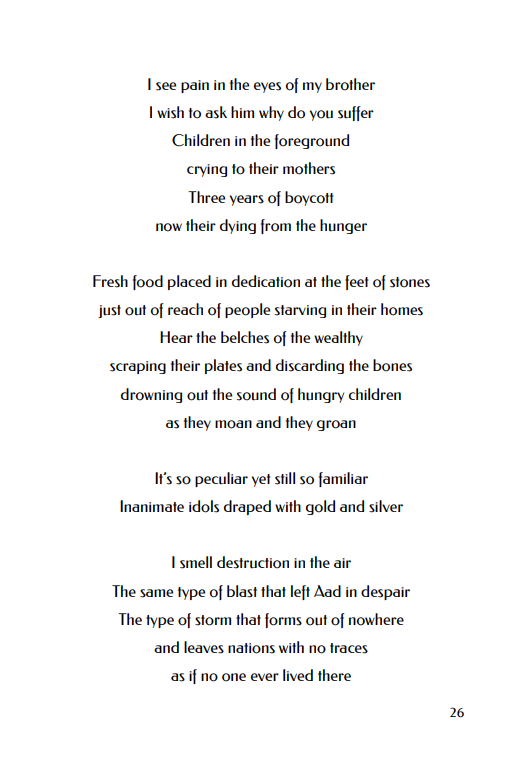 I see pain in the eyes of my brother
I wish to ask him why do you suffer
Children in the foreground
crying to their mothers
Three years of boycott
now their dying from the hunger
Fresh food placed in dedication at the feet of stones
just out of reach of people starving in their homes
Hear the belches of the wealthy
scraping their plates and discarding the bones
drowning out the sound of hungry children
as they moan and they groan
It's so peculiar yet still so familiar
Inanimate idols draped with gold and silver
I smell destruction in the air
The same type of blast that left Aad in despair
The type of storm that forms out of nowhere
and leaves nations with no traces
as if no one ever lived there
26